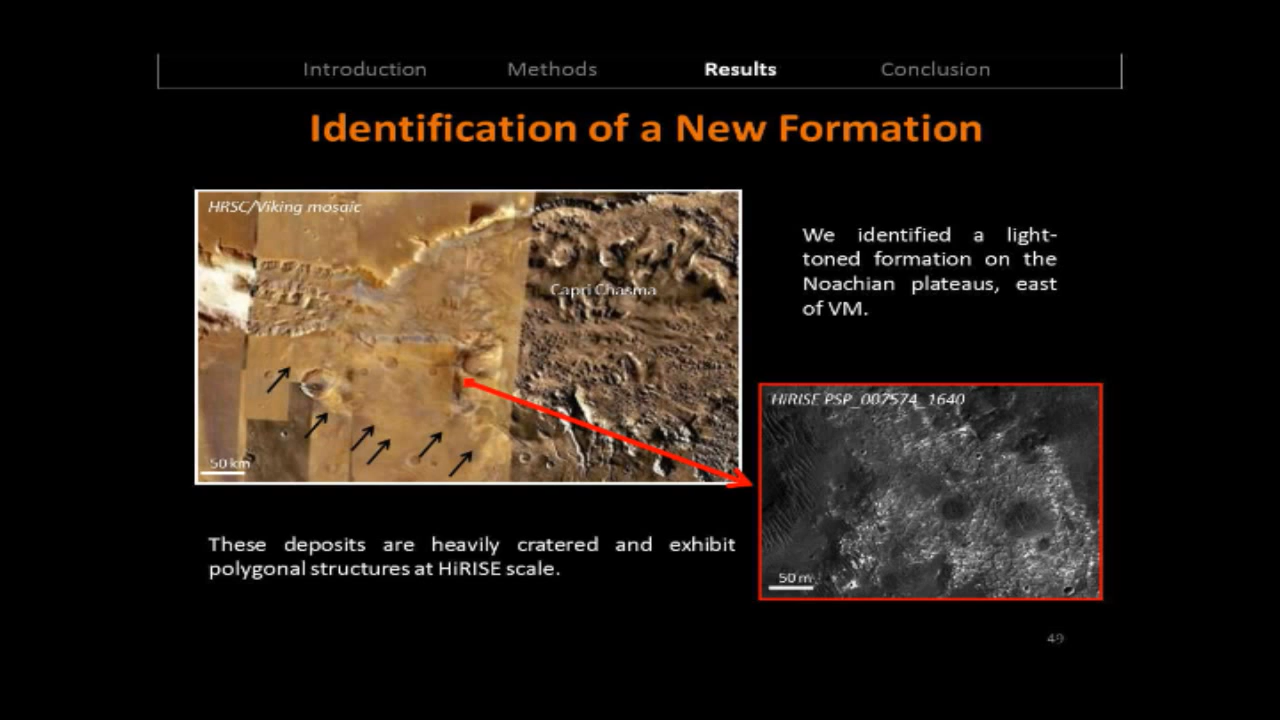 Introduction Methods Results Conclusion
Identification of a New Formation
HRSC/Viking mosaic
Capri Chasma
50 km
We identified a light-
toned formation on the
Noachian plateaus, east
of VM.
HiRISE PSP_007574_1640
50 m
These deposits are heavily cratered and exhibit
polygonal structures at HiRISE scale.
49